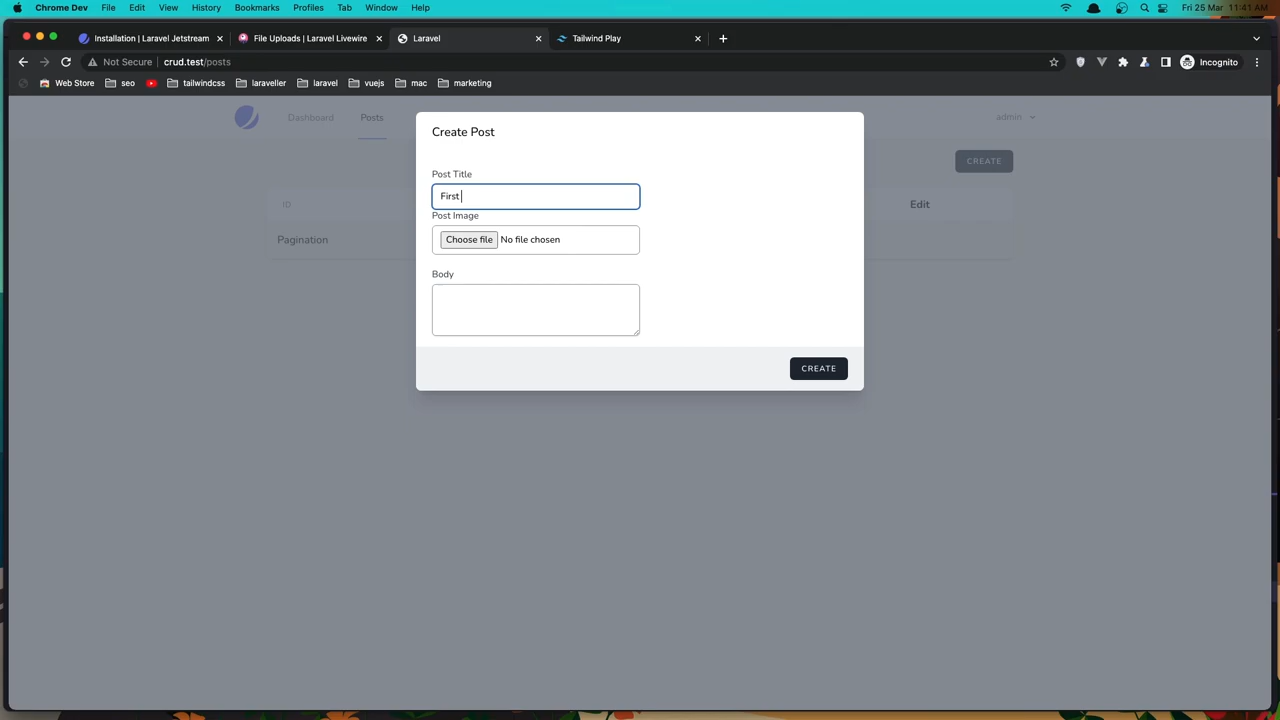 Chrome Dev File Edit View History Bookmarks Profiles Tab Window Help Fri 25 Mar 11:41 AM
Installation | Laravel Jetstream File Uploads | Laravel Livewire Laravel Tailwind Play
Not Secure crud.test/posts Incognito
Web Store seo tailwindcss laraveller laravel vuejs mac marketing
Dashboard Posts admin
Create Post
CREATE
Post Title
First
ID Edit
Post Image
Choose file No file chosen
Pagination
Body
CREATE